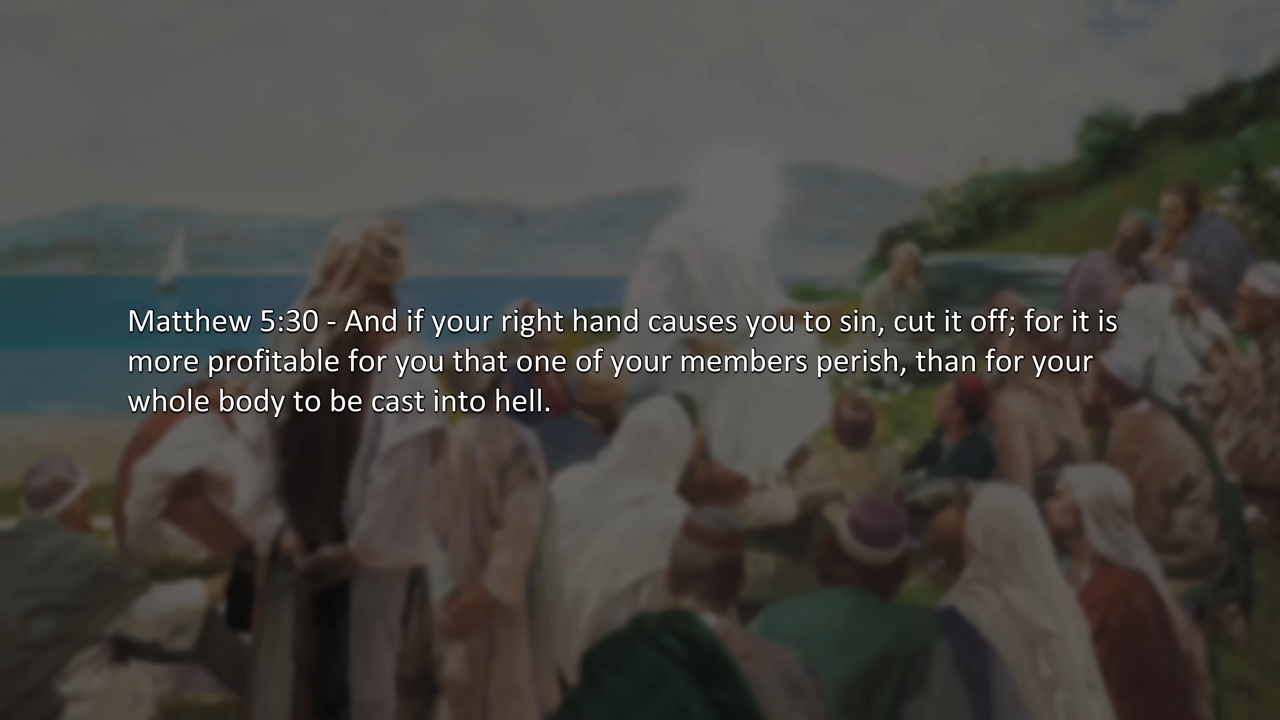 Matthew 5:30 - And if your right hand causes you to sin, cut it off; for it is
more profitable for you that one of your members perish, than for your
whole body to be cast into hell.